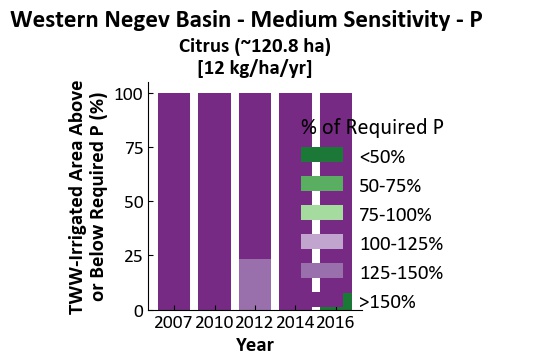 Western Negev Basin - Medium Sensitivity - P
Citrus (~120.8 ha)
[12 kg/ha/yr]
TWW-Irrigated Area Above
or Below Required P (%)
100
75
50
25
0
2007 2010 2012 2014 2016
Year
% of Required P
<50%
50-75%
75-100%
100-125%
125-150%
>150%